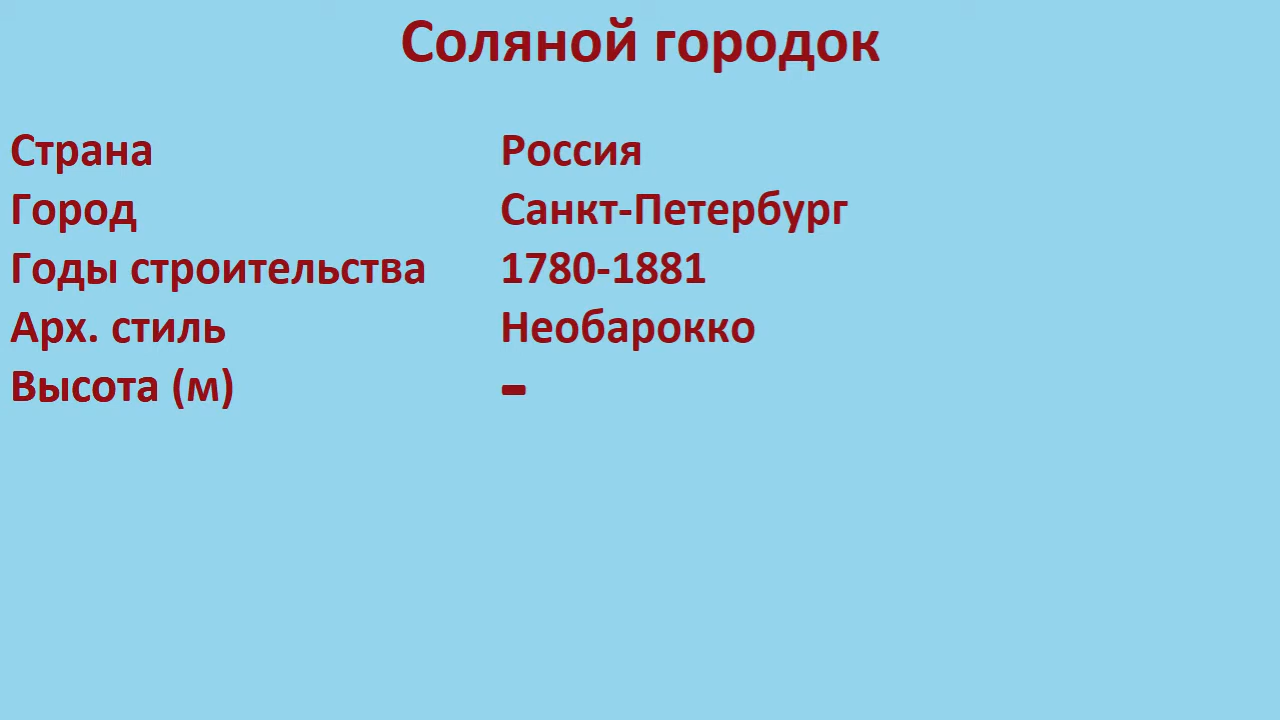 Соляной городок
Страна Россия
Город Санкт-Петербург
Годы строительства 1780-1881
Арх. стиль Необарокко
Высота (м) -